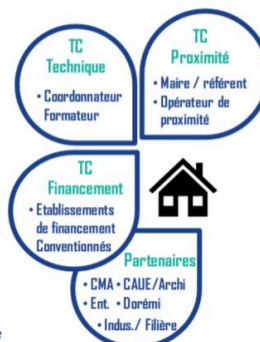 TC
Technique
• Coordonnateur
Formateur
TC
Proximité
• Maire / référent
• Opérateur de
proximité
TC
Financement
• Etablissements
de financement
Conventionnés
Partenaires
• CMA • CAUE/Archi
• Ent. • Dorémi
• Indus./ Filière
e